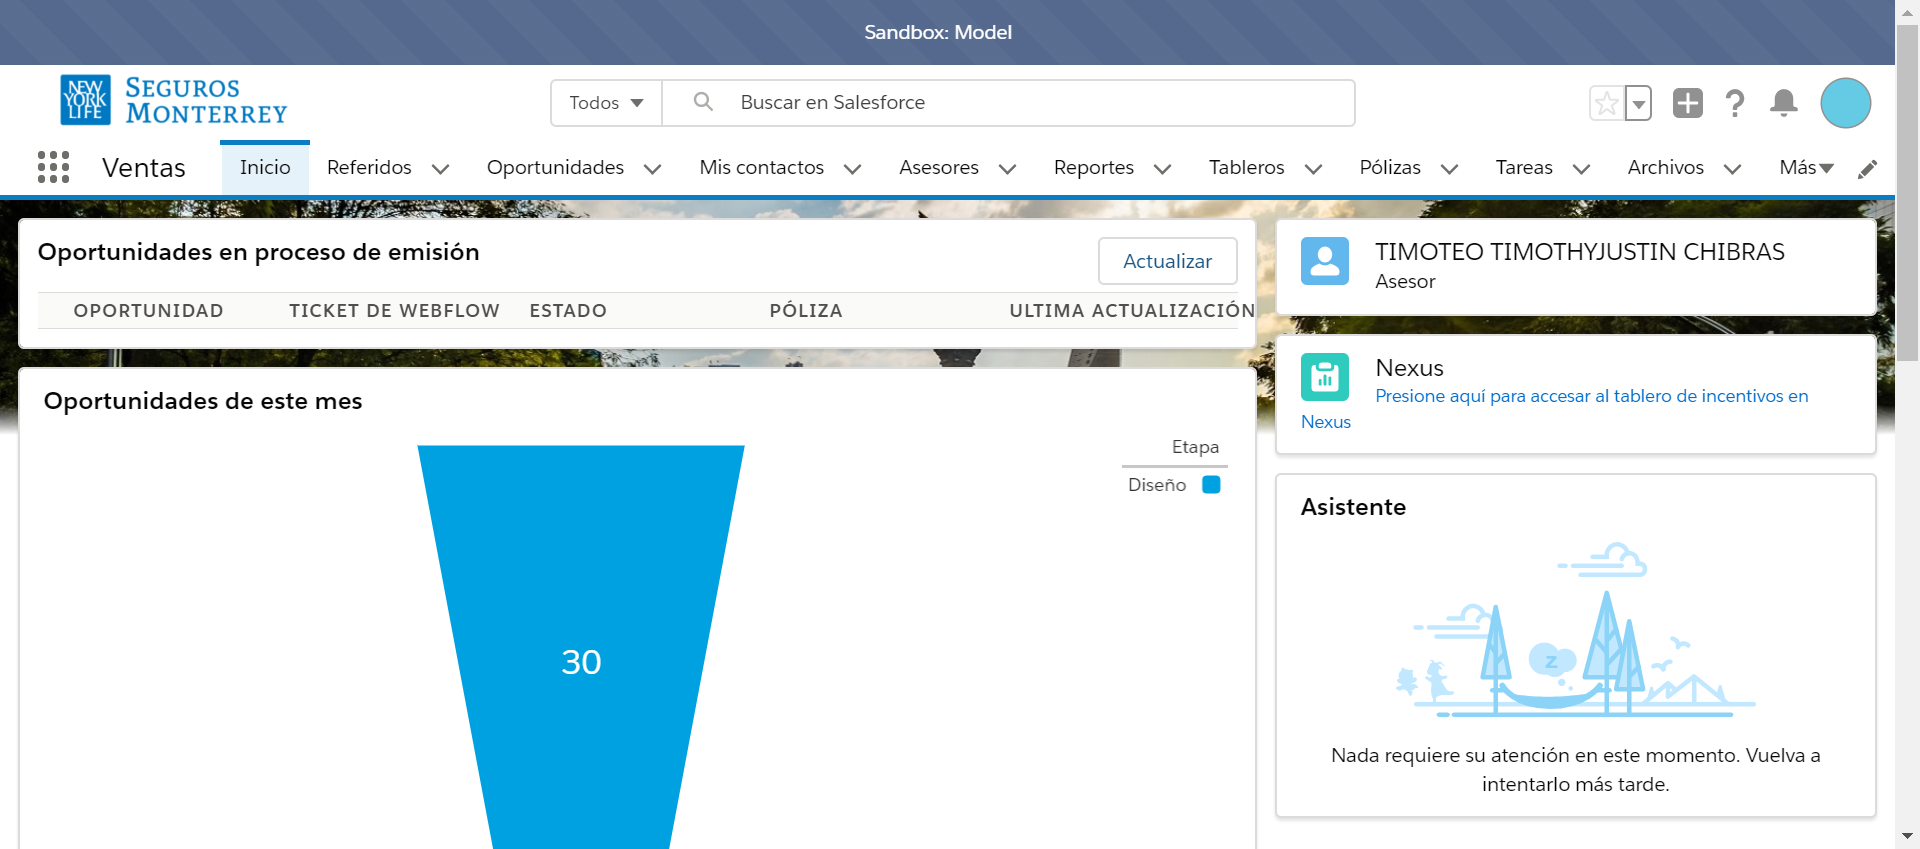 Sandbox: Model
NEW YORK LIFE
SEGUROS MONTERREY
Todos
Buscar en Salesforce
Ventas
Inicio
Referidos
Oportunidades
Mis contactos
Asesores
Reportes
Tableros
Pólizas
Tareas
Archivos
Más
Oportunidades en proceso de emisión
Actualizar
OPORTUNIDAD
TICKET DE WEBFLOW
ESTADO
PÓLIZA
ULTIMA ACTUALIZACIÓN
Oportunidades de este mes
Etapa
Diseño
30
TIMOTEO TIMOTHYJUSTIN CHIBRAS
Asesor
Nexus
Presione aquí para accesar al tablero de incentivos en
Nexus
Asistente
z
Nada requiere su atención en este momento. Vuelva a
intentarlo más tarde.